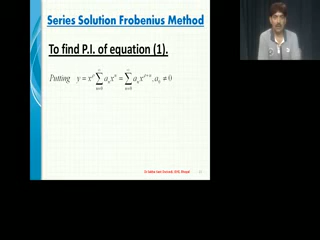 Series Solution Frobenius Method
To find P.I. of equation (1).
Putting y = x^ρ ∑_{n=0}^{∞} a_n x^n = ∑_{n=0}^{∞} a_n x^{ρ+n}, a_0 ≠ 0